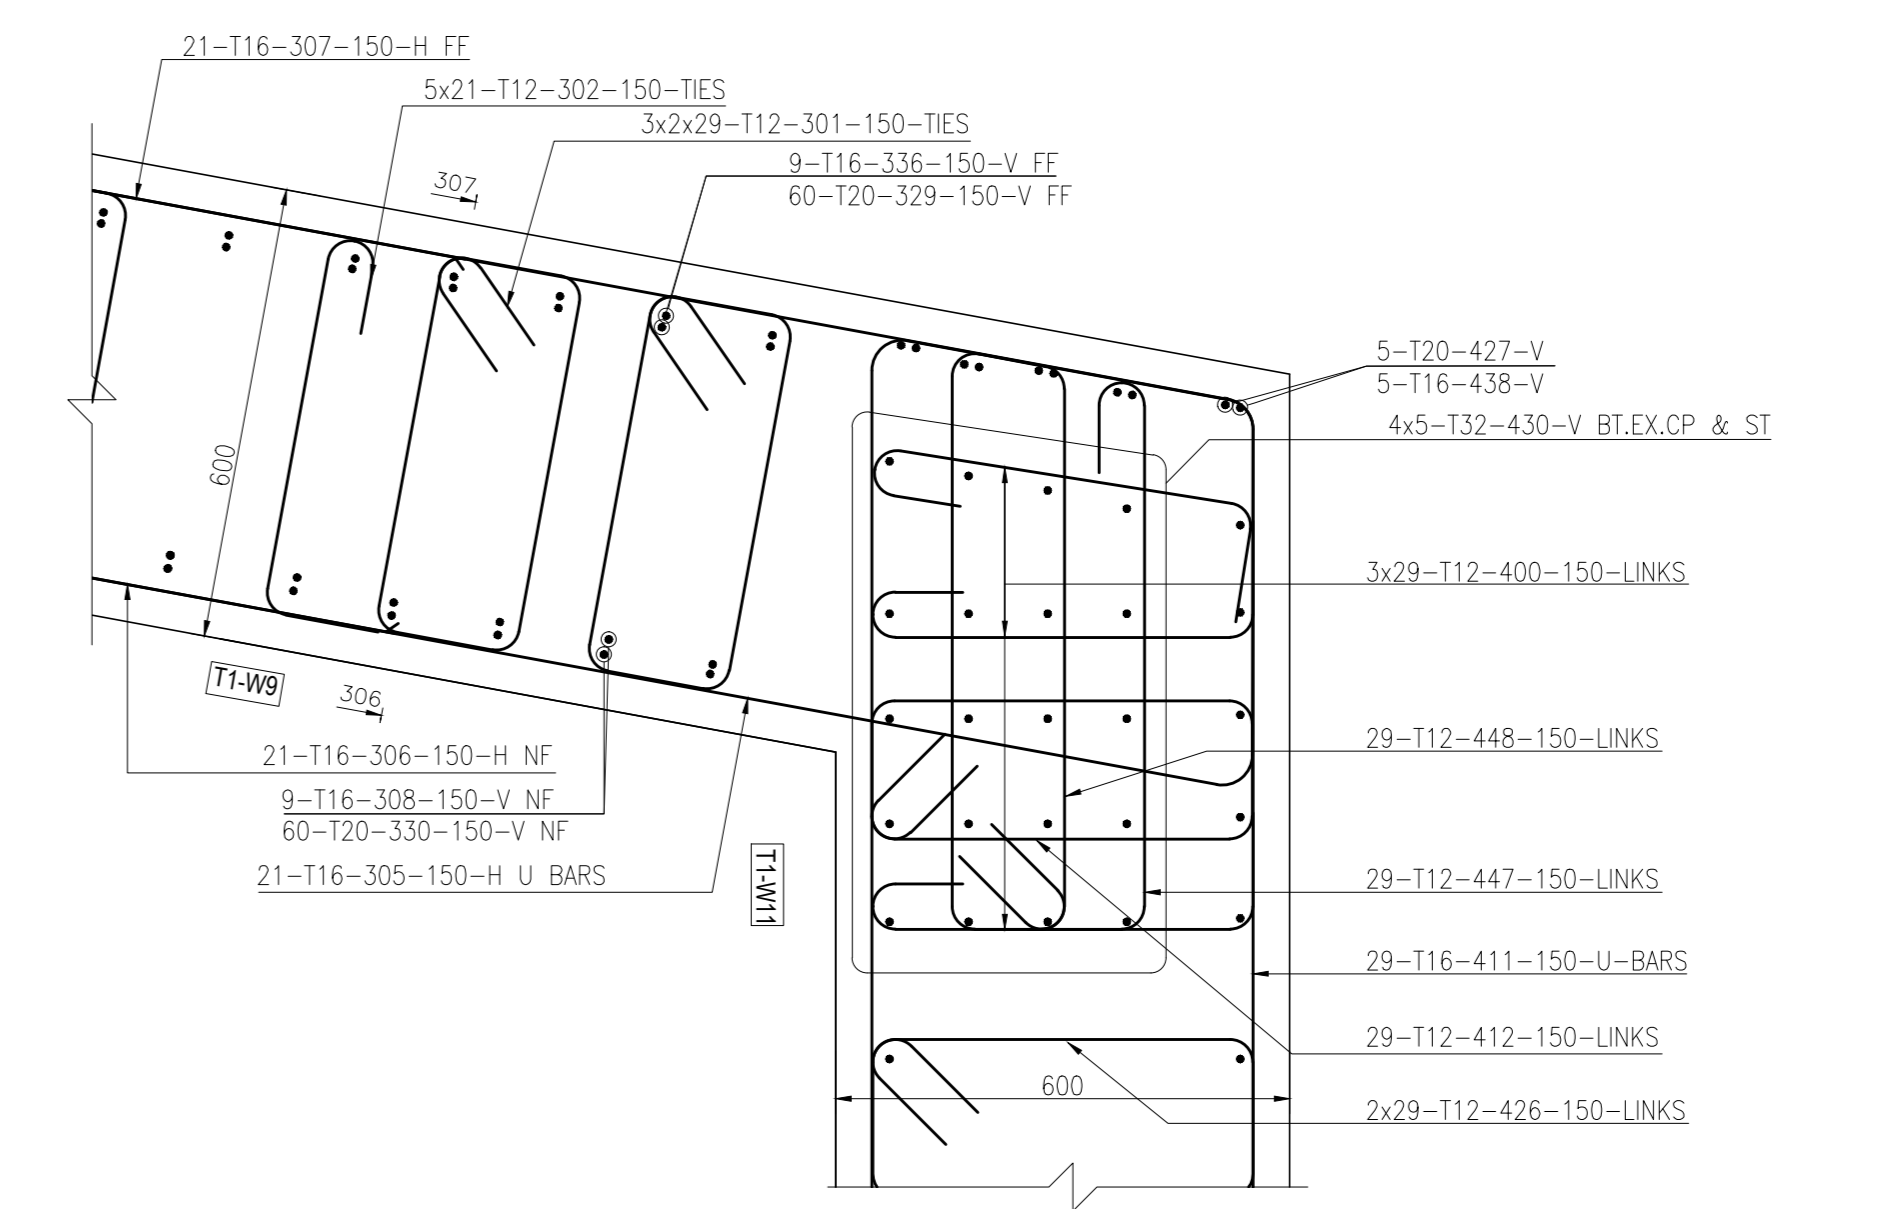 21-T16-307-150-H FF
5x21-T12-302-150-TIES
3x2x29-T12-301-150-TIES
9-T16-336-150-V FF
60-T20-329-150-V FF
307
600
5-T20-427-V
5-T16-438-V
4x5-T32-430-V BT.EX.CP & ST
3x29-T12-400-150-LINKS
T1-W9
306
21-T16-306-150-H NF
9-T16-308-150-V NF
60-T20-330-150-V NF
21-T16-305-150-H U BARS
T1-W11
29-T12-448-150-LINKS
29-T12-447-150-LINKS
29-T16-411-150-U-BARS
29-T12-412-150-LINKS
600
2x29-T12-426-150-LINKS